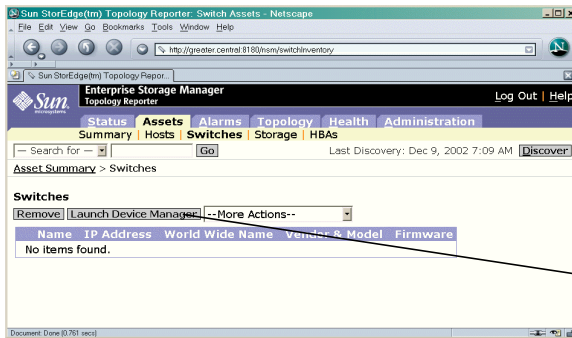 Sun StorEdge(tm) Topology Reporter: Switch Assets - Netscape
File Edit View Go Bookmarks Tools Window Help
http://greater.central:8180/nsm/switchInventory
Sun StorEdge(tm) Topology Repor...
Sun microsystems
Enterprise Storage Manager
Topology Reporter
Log Out | Help
Status Assets Alarms Topology Health Administration
Summary | Hosts | Switches | Storage | HBAs
— Search for — Go Last Discovery: Dec 9, 2002 7:09 AM Discover
Asset Summary > Switches
Switches
Remove Launch Device Manager --More Actions--
Name IP Address World Wide Name Vendor & Model Firmware
No items found.
Document: Done (0.761 secs)